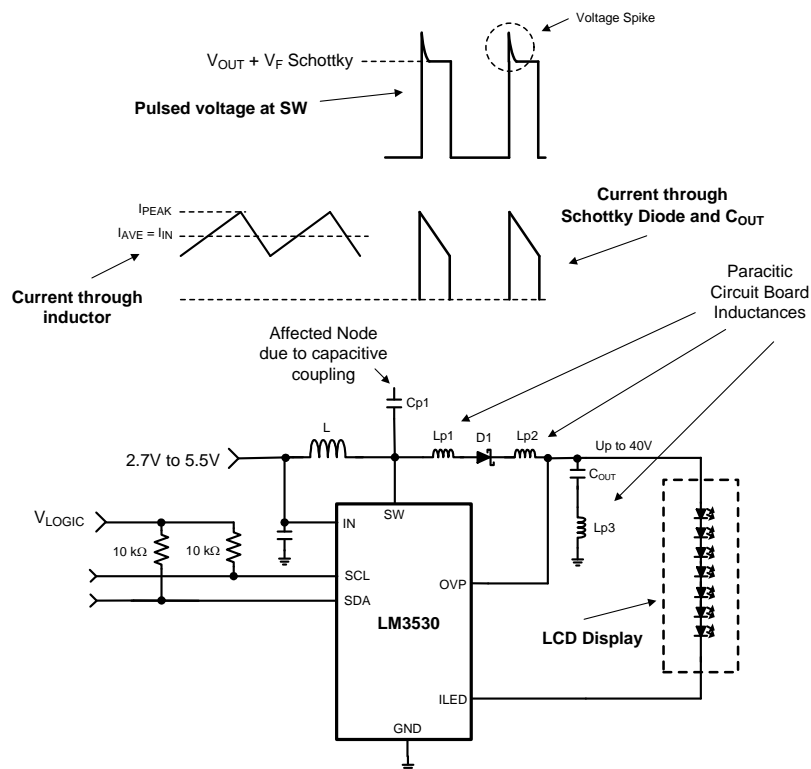 Voltage Spike
VOUT + VF Schottky
Pulsed voltage at SW
IPEAK
IAVE = IIN
Current through
Schottky Diode and COUT
Current through
inductor
Paracitic
Circuit Board
Inductances
Affected Node
due to capacitive
coupling
Cp1
L
Lp1
D1
Lp2
Up to 40V
2.7V to 5.5V
COUT
SW
IN
Lp3
VLOGIC
10 kΩ
10 kΩ
SCL
OVP
SDA
LM3530
LCD Display
ILED
GND